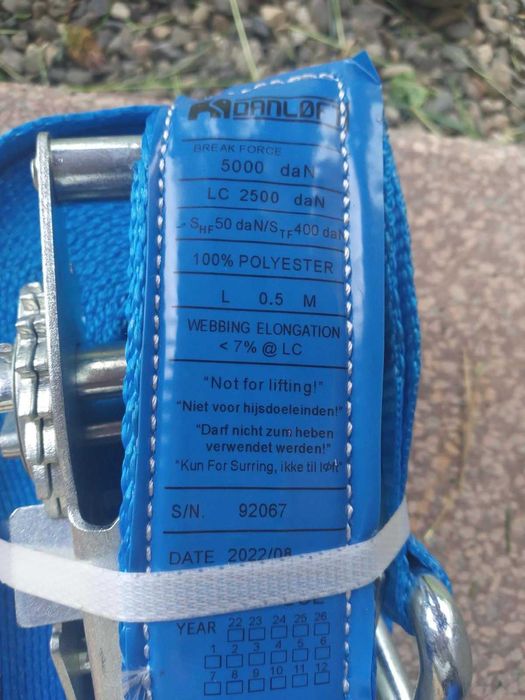 DANLØF
BREAK FORCE
5000 daN
LC 2500 daN
SHF50 daN/STF400 daN
100% POLYESTER
L 0.5 M
WEBBING ELONGATION
< 7% @ LC
"Not for lifting!"
"Niet voor hijsdoeleinden!"
"Darf nicht zum heben
verwendet werden!"
"Kun For Surring, ikke til løft"
S/N. 92067
DATE 2022/08
YEAR 22 23 24 25 26
1 2 3 4 5 6
7 8 9 10 11 12